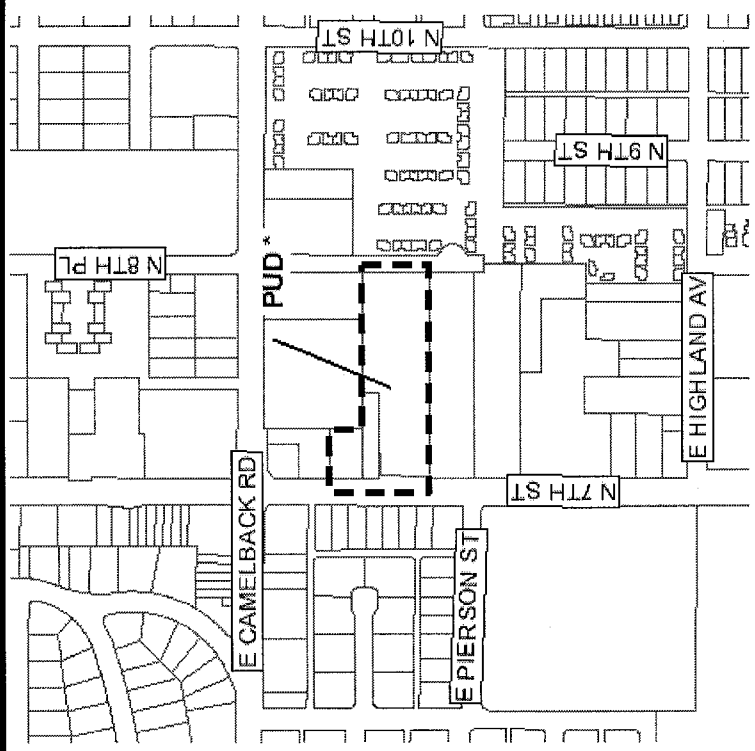 N 10TH ST
N 9TH ST
N 8TH PL
PUD*
E HIGHLAND AV
N 7TH ST
E CAMELBACK RD
E PIERSON ST